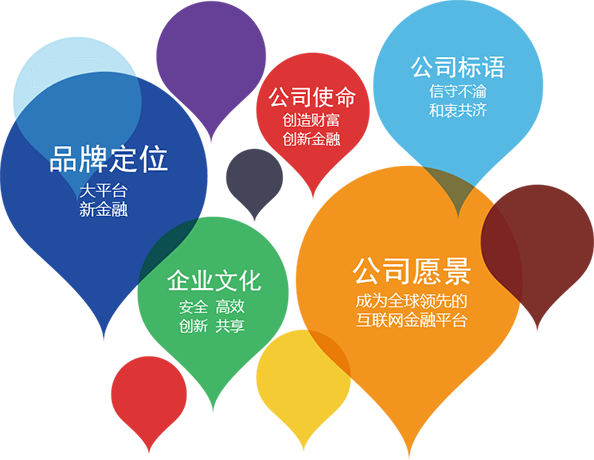 公司标语
信守不渝
和衷共济
公司使命
创造财富
创新金融
品牌定位
大平台
新金融
企业文化
安全 高效
创新 共享
公司愿景
成为全球领先的
互联网金融平台